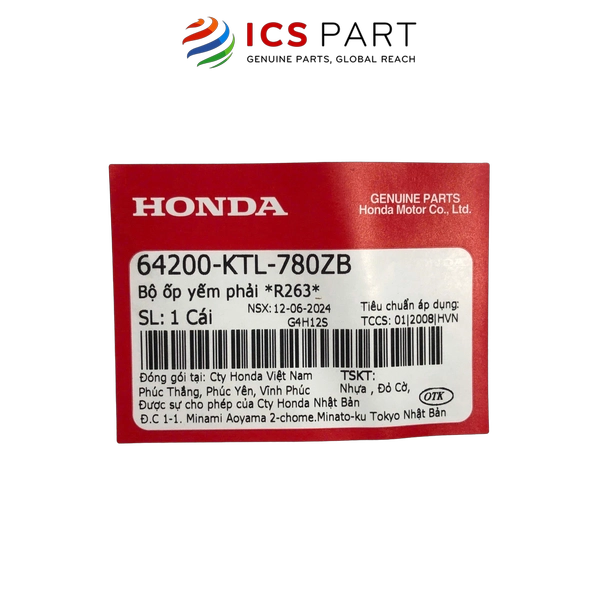 ICS PART
GENUINE PARTS, GLOBAL REACH
HONDA
GENUINE PARTS
Honda Motor Co., Ltd.
64200-KTL-780ZB
Bộ ốp yếm phải *R263*
SL: 1 Cái
NSX: 12-06-2024
G4H12S
Tiêu chuẩn áp dụng:
TCCS: 01|2008|HVN
Đóng gói tại: Cty Honda Việt Nam
Phúc Thắng, Phúc Yên, Vĩnh Phúc
Được sự cho phép của Cty Honda Nhật Bản
Đ.C 1-1. Minami Aoyama 2-chome.Minato-ku Tokyo Nhật Bản
TSKT:
Nhựa , Đỏ Cờ,
OTK